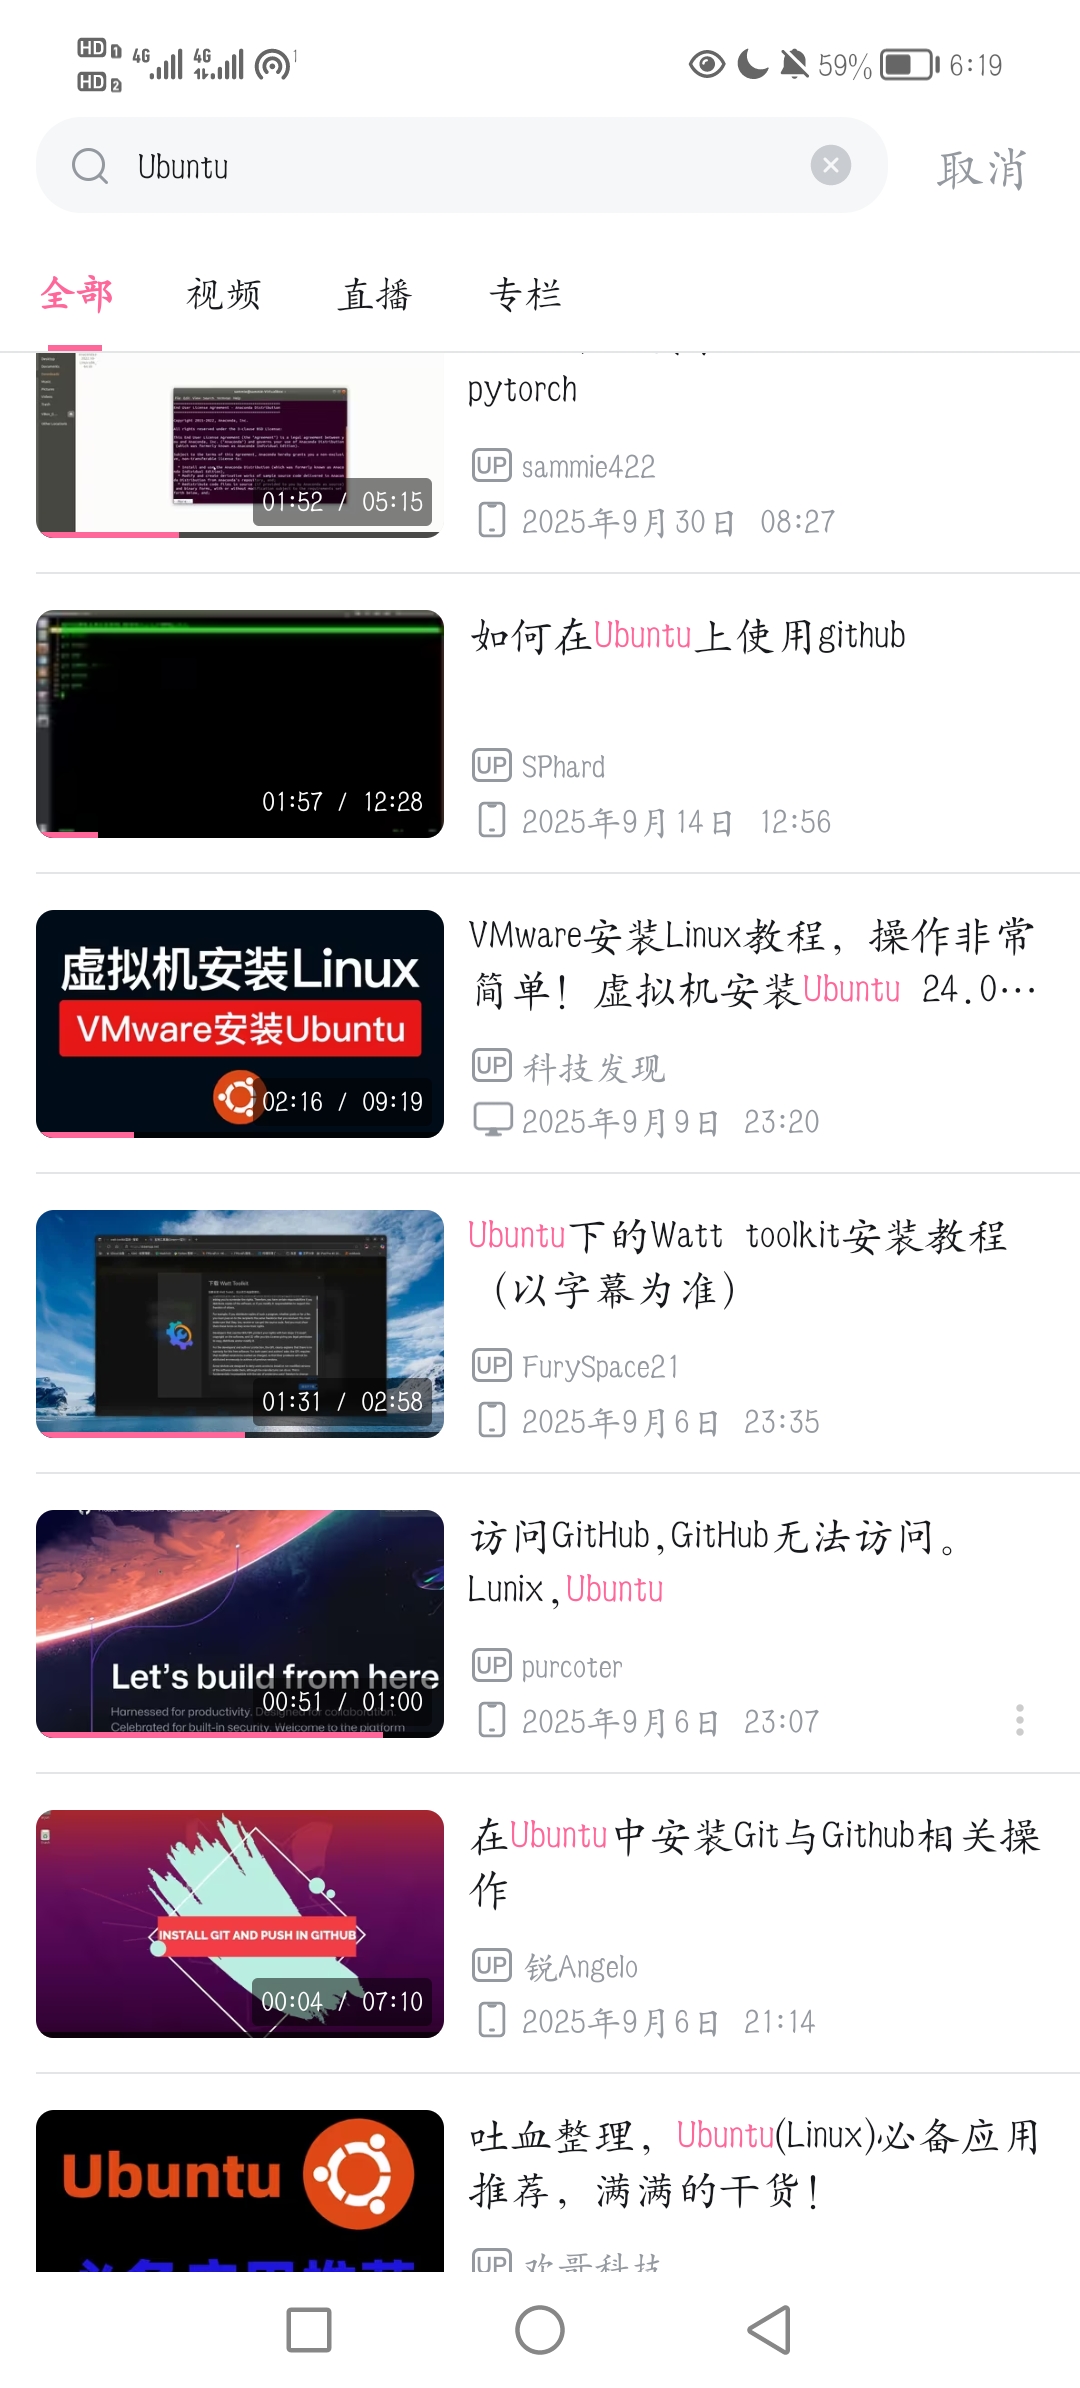 HD 1 4G 4G 1 59% 6:19
HD 2
Ubuntu 取消
全部 视频 直播 专栏
pytorch
UP sammie422
01:52 / 05:15
2025年9月30日 08:27
如何在Ubuntu上使用github
UP SPhard
01:57 / 12:28
2025年9月14日 12:56
虚拟机安装Linux
VMware安装Ubuntu
02:16 / 09:19
VMware安装Linux教程，操作非常
简单！虚拟机安装Ubuntu 24.0…
UP 科技发现
2025年9月9日 23:20
下载 Watt Toolkit
01:31 / 02:58
Ubuntu下的Watt toolkit安装教程
（以字幕为准）
UP FurySpace21
2025年9月6日 23:35
Let's build from here
Harnessed for productivity. Designed for collaboration.
Celebrated for built-in security. Welcome to the platform
00:51 / 01:00
访问GitHub,GitHub无法访问。
Lunix,Ubuntu
UP purcoter
2025年9月6日 23:07
INSTALL GIT AND PUSH IN GITHUB
00:04 / 07:10
在Ubuntu中安装Git与Github相关操
作
UP 锐Angelo
2025年9月6日 21:14
Ubuntu
必备应用推荐
吐血整理，Ubuntu(Linux)必备应用
推荐，满满的干货！
UP 欢哥科技